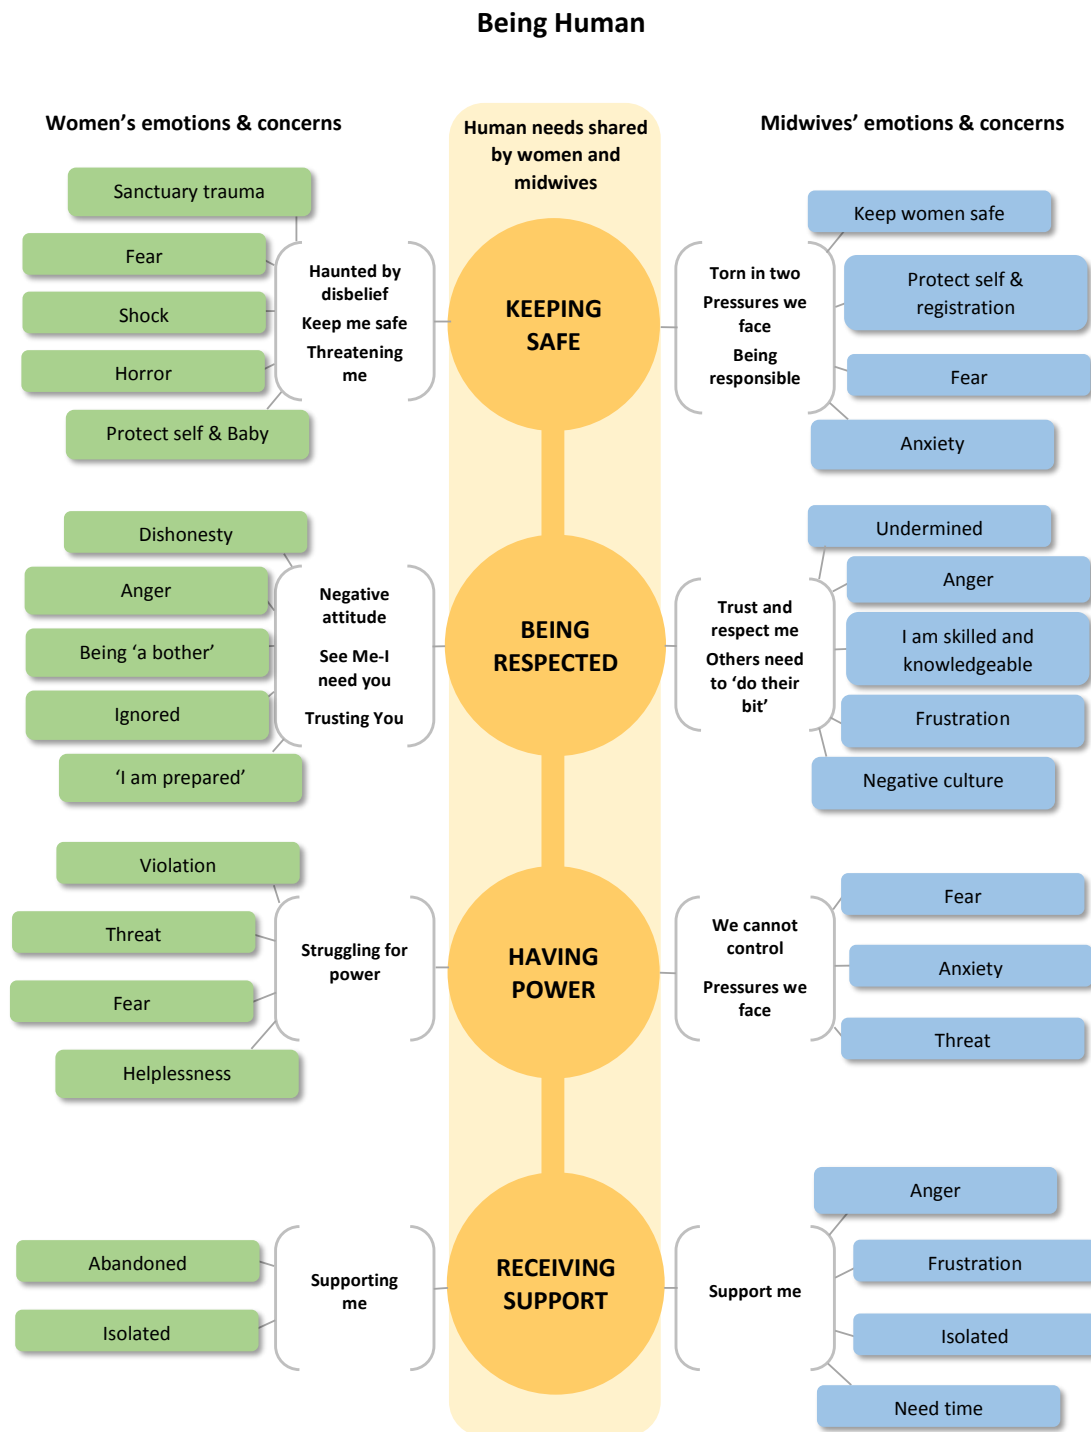 Being Human
Women’s emotions & concerns
Human needs shared
by women and
midwives
Midwives’ emotions & concerns
Sanctuary trauma
Fear
Shock
Horror
Protect self & Baby
Haunted by
disbelief
Keep me safe
Threatening
me
KEEPING
SAFE
Torn in two
Pressures we
face
Being
responsible
Keep women safe
Protect self &
registration
Fear
Anxiety
Dishonesty
Anger
Being ‘a bother’
Ignored
‘I am prepared’
Negative
attitude
See Me-I
need you
Trusting You
BEING
RESPECTED
Trust and
respect me
Others need
to ‘do their
bit’
Undermined
Anger
I am skilled and
knowledgeable
Frustration
Negative culture
Violation
Threat
Fear
Helplessness
Struggling for
power
HAVING
POWER
We cannot
control
Pressures we
face
Fear
Anxiety
Threat
Abandoned
Isolated
Supporting
me
RECEIVING
SUPPORT
Support me
Anger
Frustration
Isolated
Need time